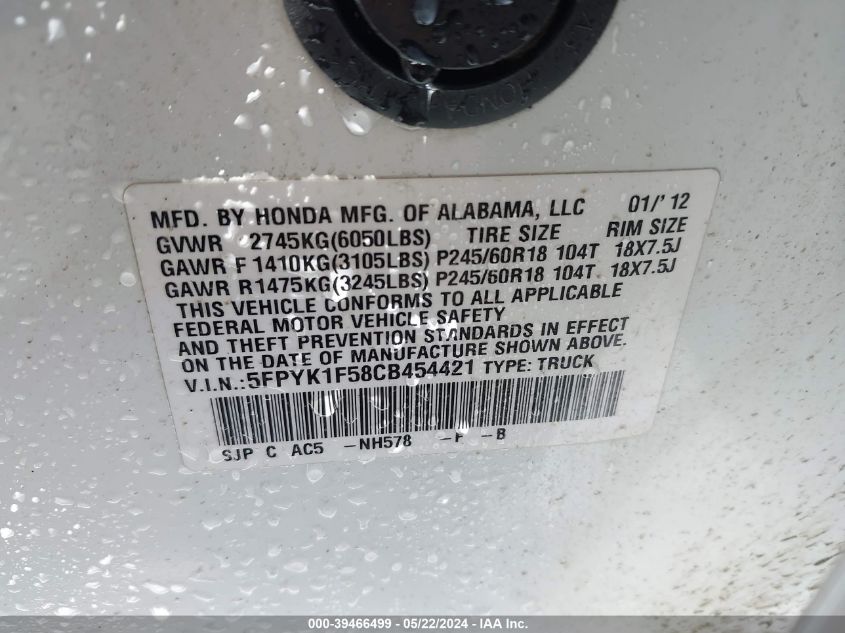 HONDA
MFD. BY HONDA MFG. OF ALABAMA, LLC 01/' 12
GVWR 2745KG(6050LBS) TIRE SIZE RIM SIZE
GAWR F 1410KG(3105LBS) P245/60R18 104T 18X7.5J
GAWR R1475KG(3245LBS) P245/60R18 104T 18X7.5J
THIS VEHICLE CONFORMS TO ALL APPLICABLE
FEDERAL MOTOR VEHICLE SAFETY
AND THEFT PREVENTION STANDARDS IN EFFECT
ON THE DATE OF MANUFACTURE SHOWN ABOVE.
V.I.N.:5FPYK1F58CB454421 TYPE: TRUCK
SJP C AC5 -NH578 -P -B
000-39466499 - 05/22/2024 - IAA Inc.